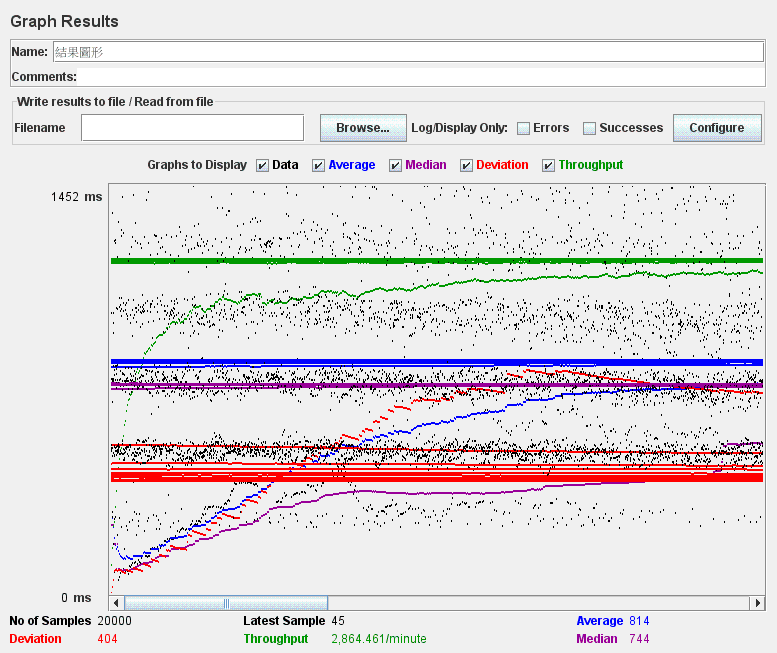 Graph Results
Name: 結果圖形
Comments:
Write results to file / Read from file
Filename Browse... Log/Display Only: Errors Successes Configure
Graphs to Display Data Average Median Deviation Throughput
1452 ms
0 ms
No of Samples 20000 Latest Sample 45 Average 814
Deviation 404 Throughput 2,864.461/minute Median 744